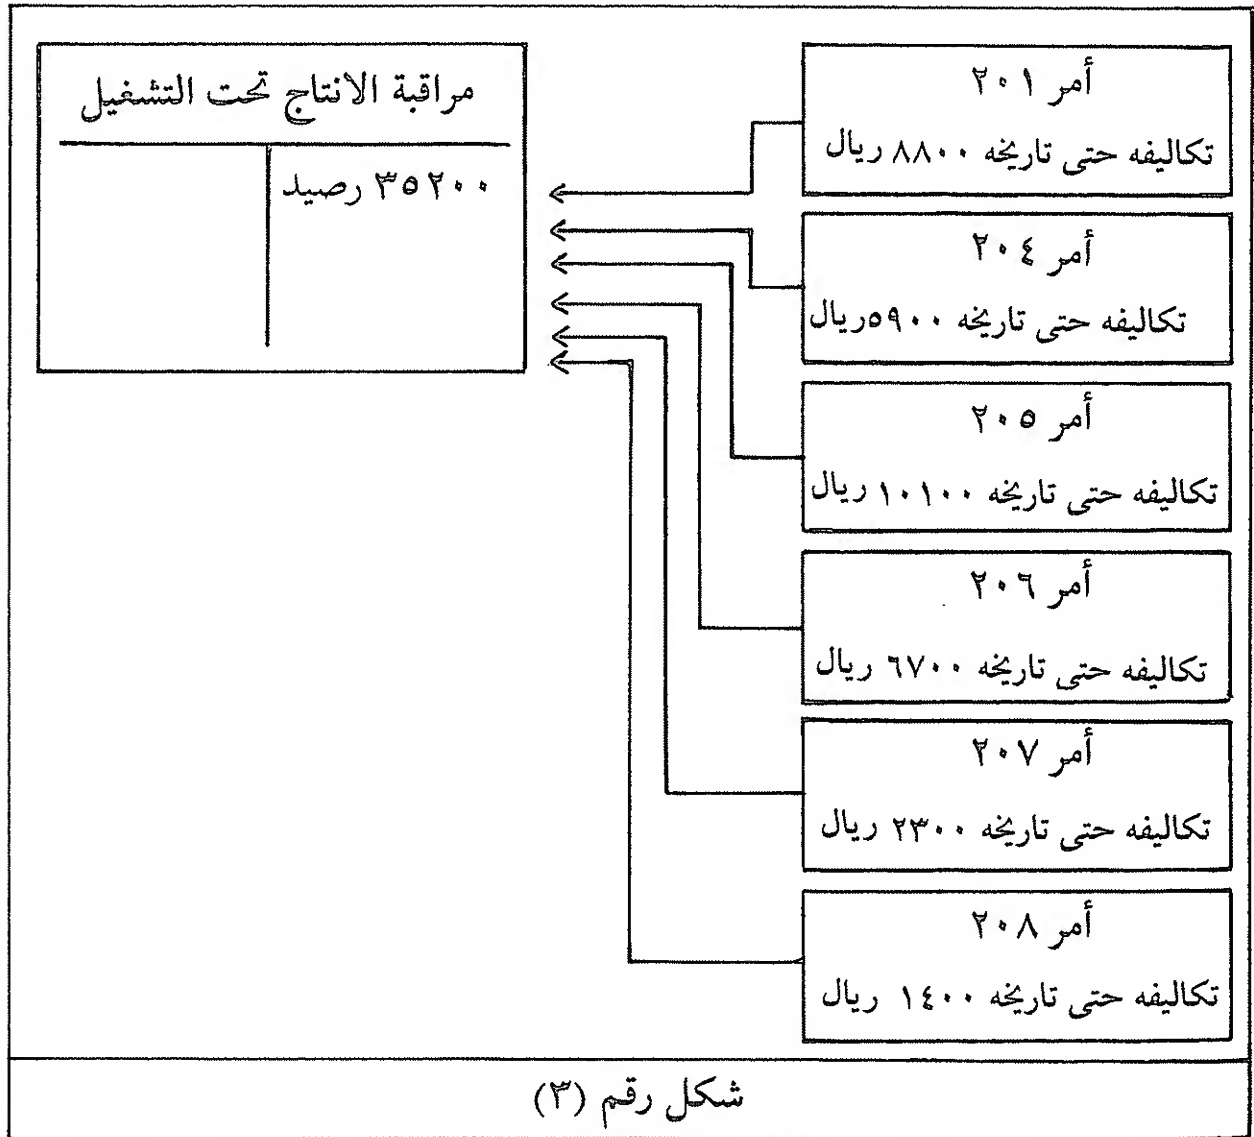 مراقبة الانتاج تحت التشغيل
٣٥٢٠٠ رصيد
أمر ٢٠١
تكاليفه حتى تاريخه ٨٨٠٠ ريال
أمر ٢٠٤
تكاليفه حتى تاريخه ٥٩٠٠ ريال
أمر ٢٠٥
تكاليفه حتى تاريخه ١٠١٠٠ ريال
أمر ٢٠٦
تكاليفه حتى تاريخه ٦٧٠٠ ريال
أمر ٢٠٧
تكاليفه حتى تاريخه ٢٣٠٠ ريال
أمر ٢٠٨
تكاليفه حتى تاريخه ١٤٠٠ ريال
شكل رقم (٣)